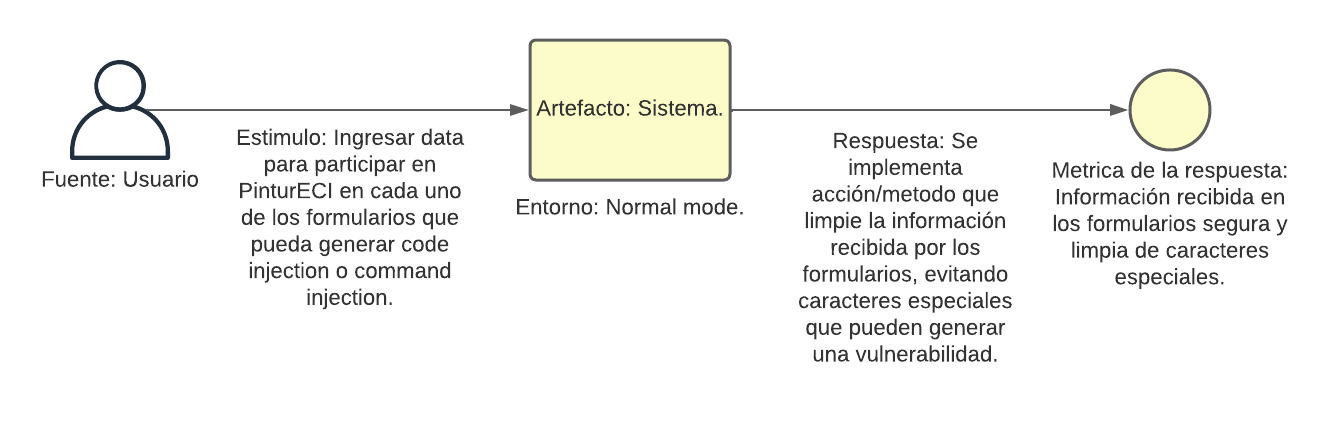 Fuente: Usuario
Estimulo: Ingresar data
para participar en
PinturECI en cada uno
de los formularios que
pueda generar code
injection o command
injection.
Artefacto: Sistema.
Entorno: Normal mode.
Respuesta: Se
implementa
acción/metodo que
limpie la información
recibida por los
formularios, evitando
caracteres especiales
que pueden generar
una vulnerabilidad.
Metrica de la respuesta:
Información recibida en
los formularios segura y
limpia de caracteres
especiales.